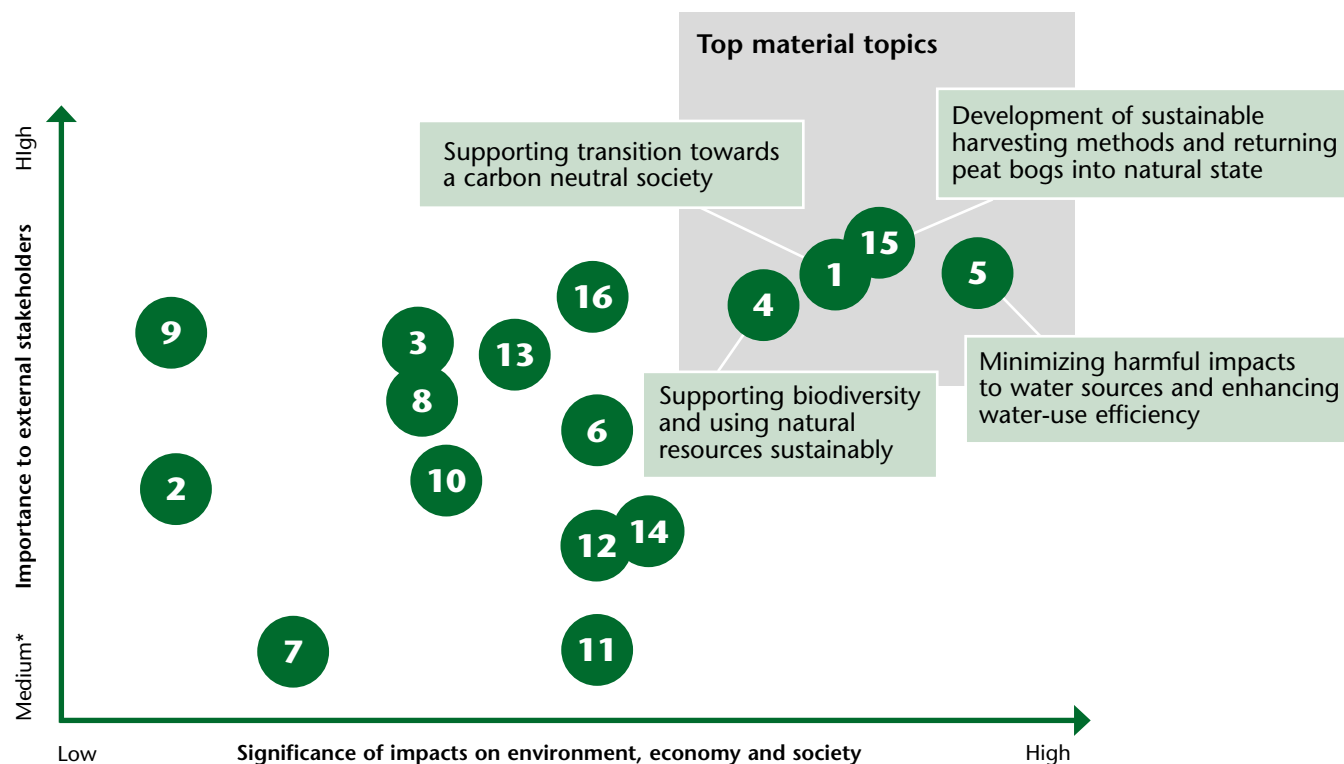 Top material topics
Development of sustainable
harvesting methods and returning
peat bogs into natural state
Supporting transition towards
a carbon neutral society
HIgh
Importance to external stakeholders
Medium*
15
1
5
4
16
9
3
13
8
6
10
2
14
12
11
7
Minimizing harmful impacts
to water sources and enhancing
water-use efficiency
Supporting biodiversity
and using natural
resources sustainably
Low
Significance of impacts on environment, economy and society
High